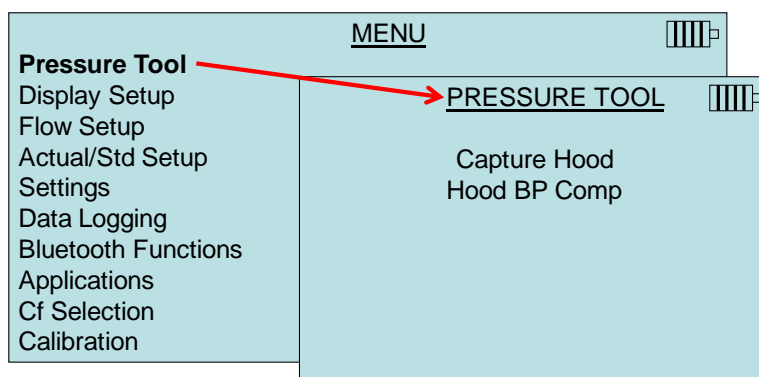 MENU
Pressure Tool
Display Setup
Flow Setup
Actual/Std Setup
Settings
Data Logging
Bluetooth Functions
Applications
Cf Selection
Calibration
PRESSURE TOOL
Capture Hood
Hood BP Comp